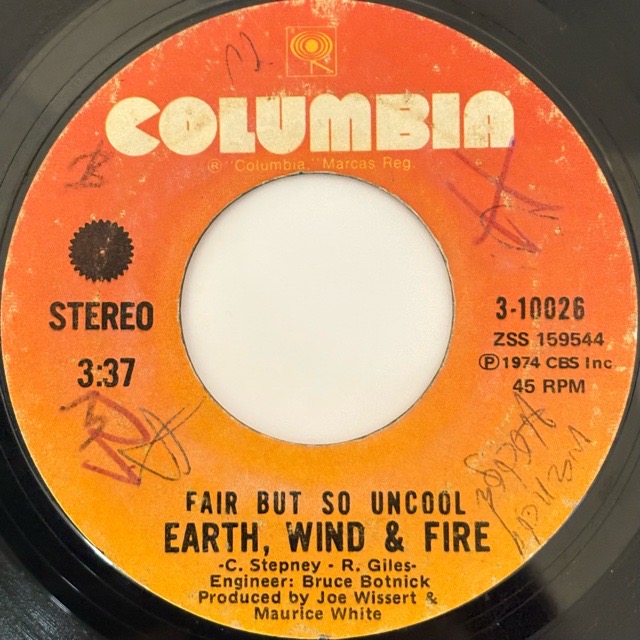 COLUMBIA
® "Columbia," Marcas Reg.
STEREO
3:37
3-10026
ZSS 159544
Ⓟ 1974 CBS Inc
45 RPM
FAIR BUT SO UNCOOL
EARTH, WIND & FIRE
-C. Stepney - R. Giles-
Engineer: Bruce Botnick
Produced by Joe Wissert &
Maurice White